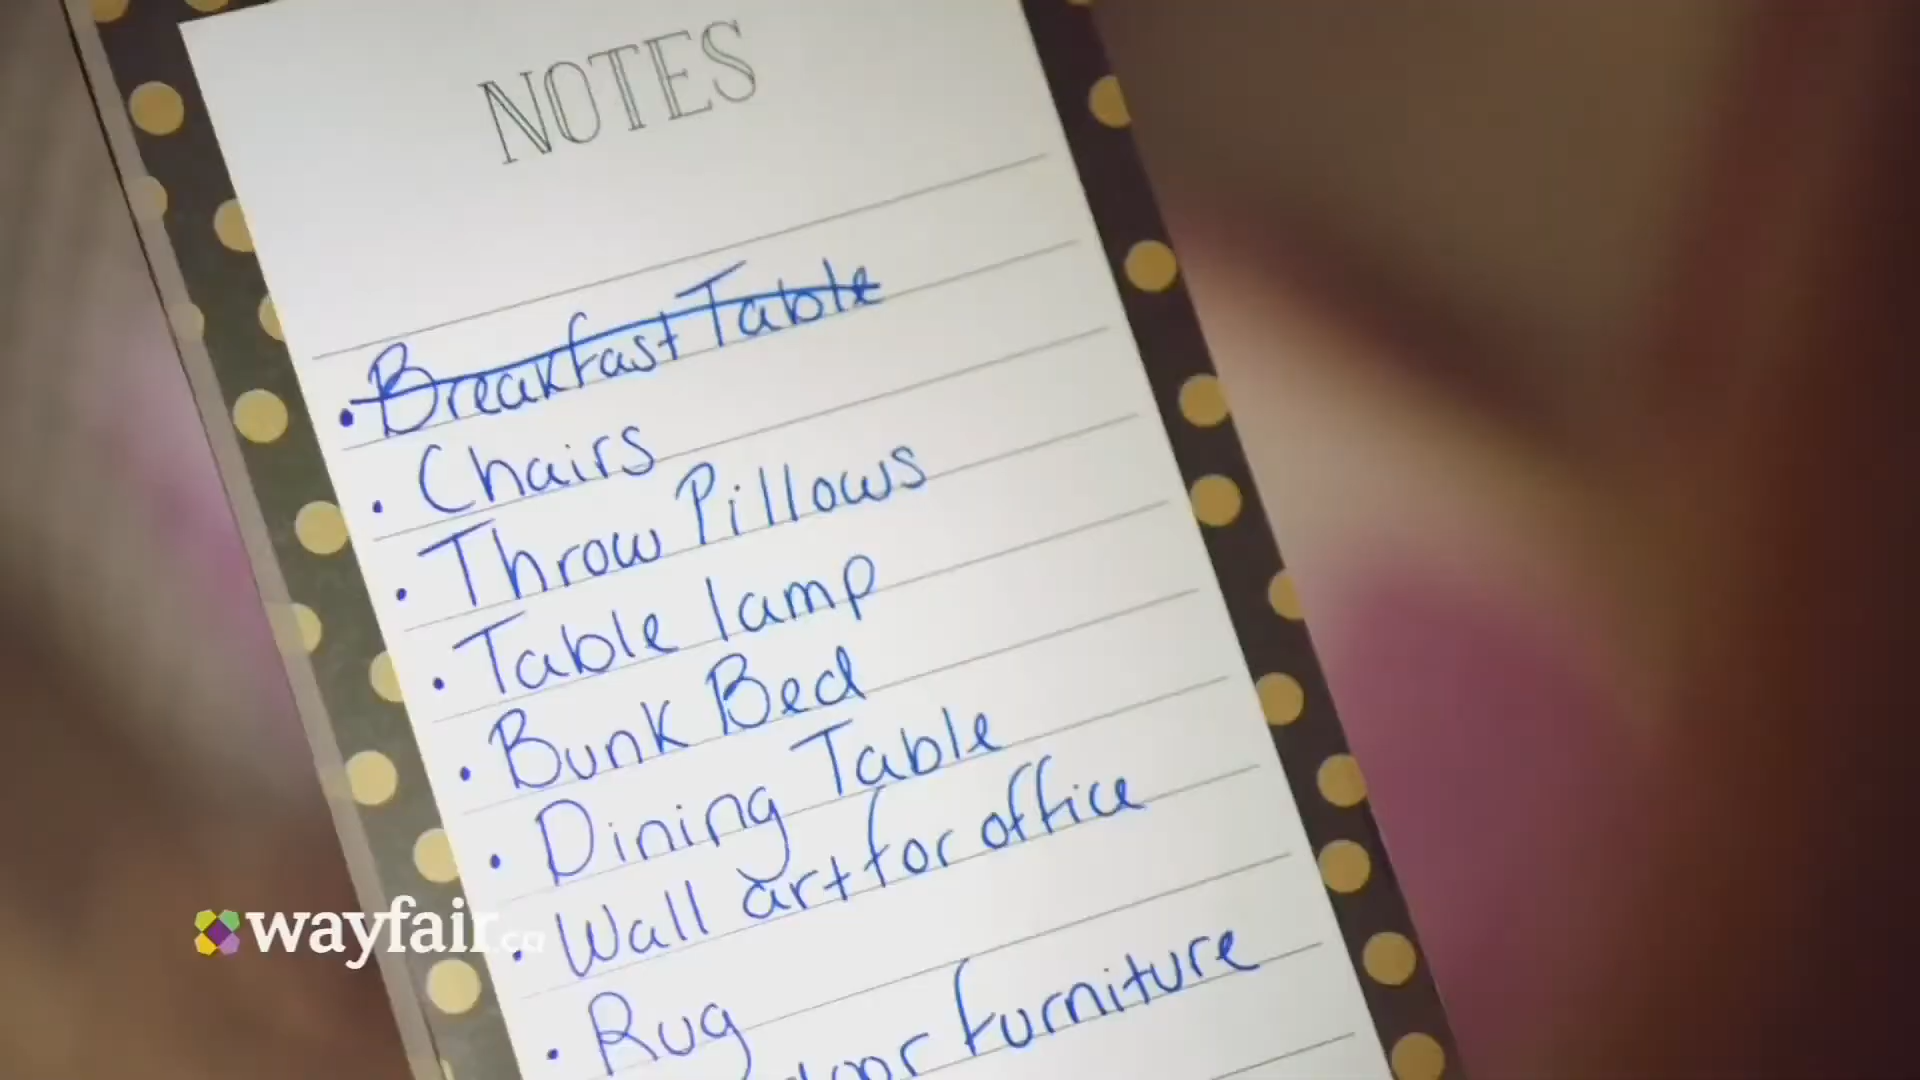 NOTES
• Breakfast Table
• Chairs
• Throw Pillows
• Table lamp
• Bunk Bed
• Dining Table
• Wall art for office
• Rug
furniture
wayfair.ca